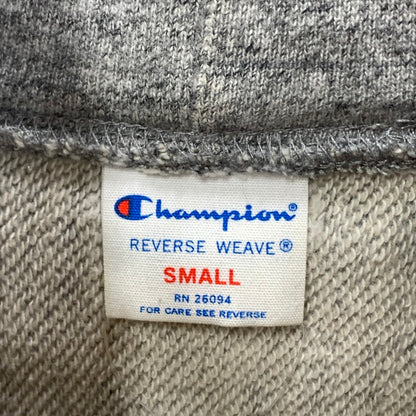 Champion®
REVERSE WEAVE®
SMALL
RN 26094
FOR CARE SEE REVERSE